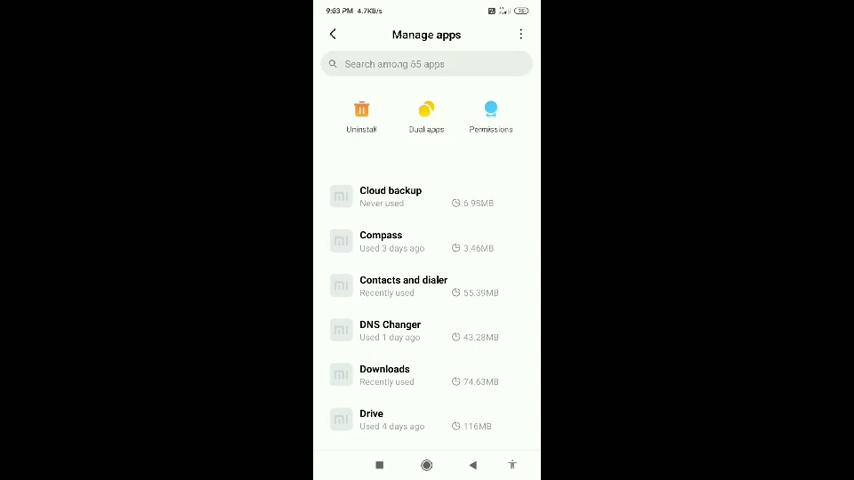 9:53 PM 4.7KB/s
Manage apps
Search among 65 apps
Uninstall Dual apps Permissions
Cloud backup
Never used 6.98MB
Compass
Used 3 days ago 3.46MB
Contacts and dialer
Recently used 55.39MB
DNS Changer
Used 1 day ago 43.28MB
Downloads
Recently used 74.63MB
Drive
Used 4 days ago 116MB